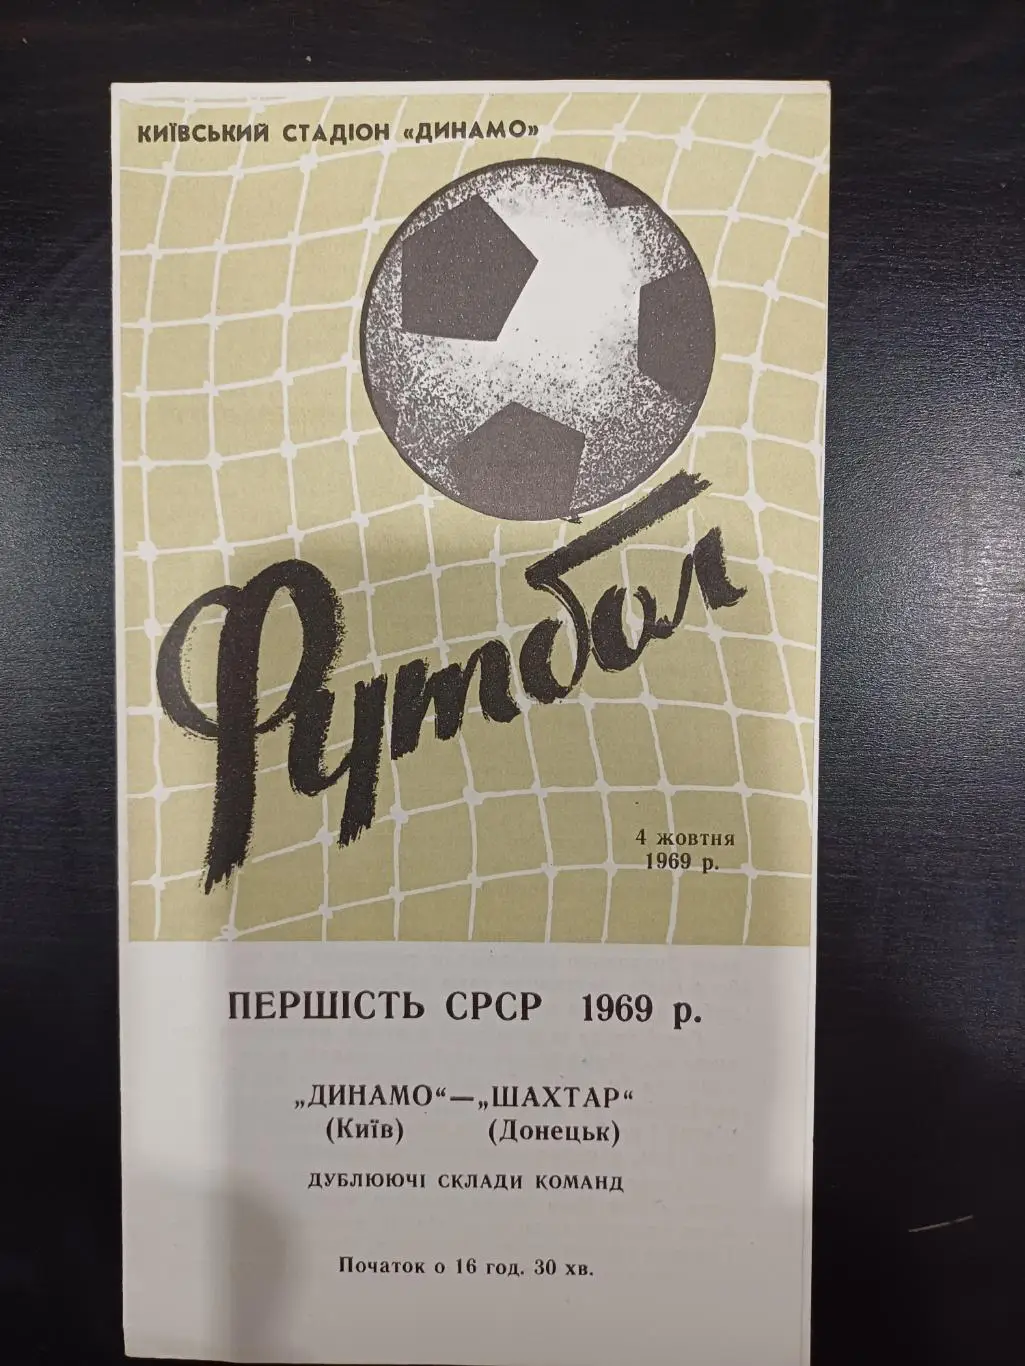 КИЇВСЬКИЙ СТАДІОН «ДИНАМО»
Футбол
4 жовтня
1969 р.
ПЕРШІСТЬ СРСР 1969 р.
„ДИНАМО“—„ШАХТАР“
(Київ) (Донецьк)
ДУБЛЮЮЧІ СКЛАДИ КОМАНД
Початок о 16 год. 30 хв.